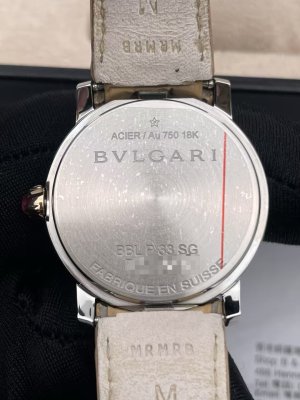 M
MRMRB
ACIER / Au 750 18K
BVLGARI
BBL P 33 SG
FABRIQUE EN SUISSE
MRMRB
M